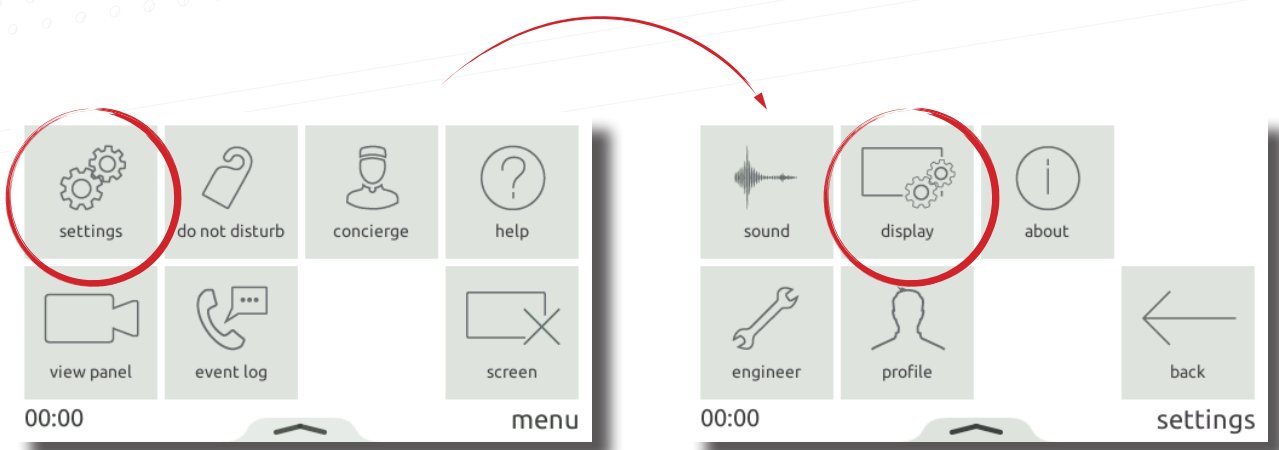 settings
do not disturb
concierge
help
view panel
event log
screen
00:00
menu
sound
display
about
engineer
profile
back
00:00
settings